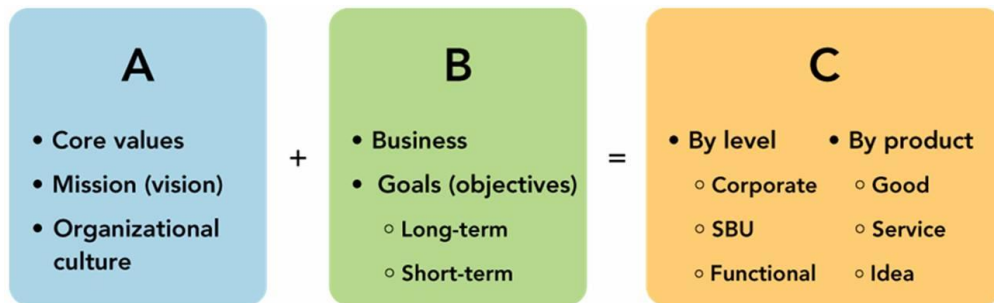 A
• Core values
• Mission (vision)
• Organizational
culture
+
B
• Business
• Goals (objectives)
○ Long-term
○ Short-term
=
C
• By level
○ Corporate
○ SBU
○ Functional
• By product
○ Good
○ Service
○ Idea